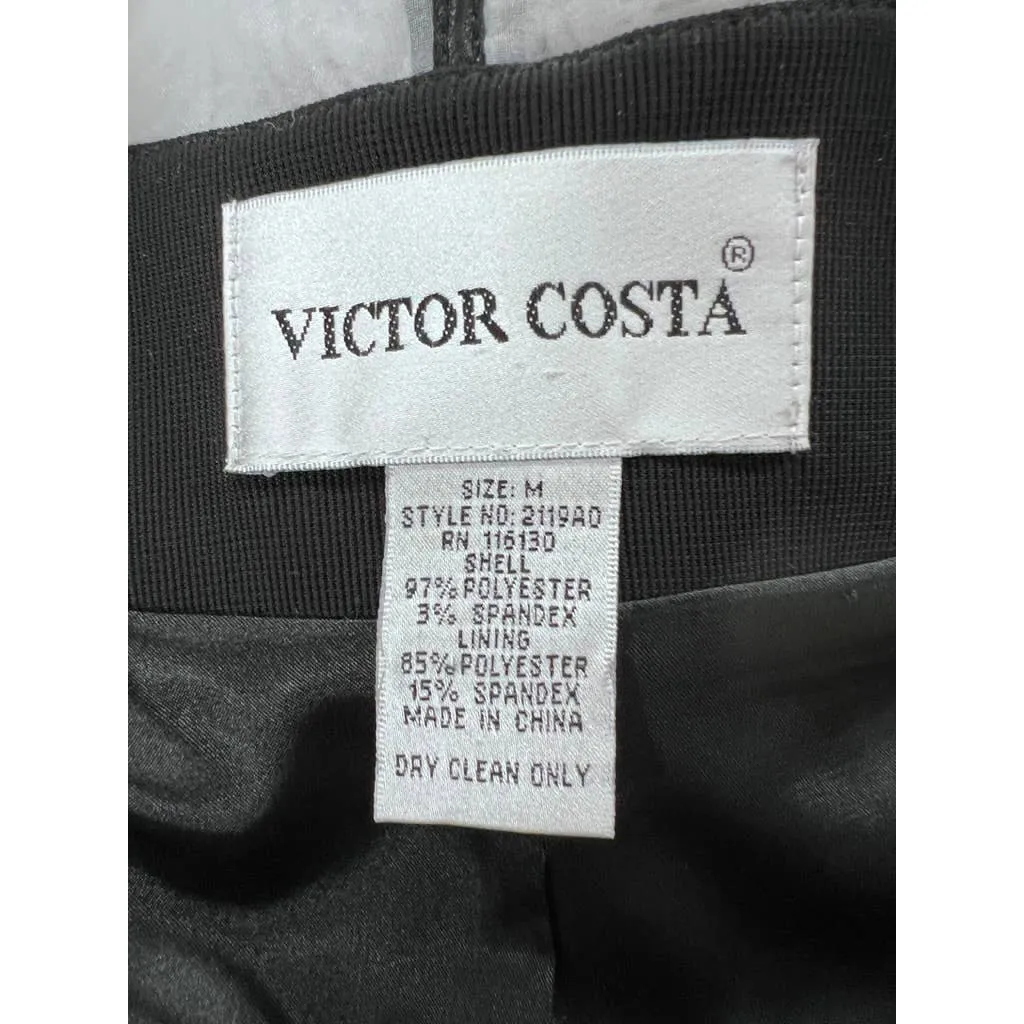 VICTOR COSTA®
SIZE: M
STYLE NO: 2119A0
RN 116130
SHELL
97% POLYESTER
3% SPANDEX
LINING
85% POLYESTER
15% SPANDEX
MADE IN CHINA
DRY CLEAN ONLY